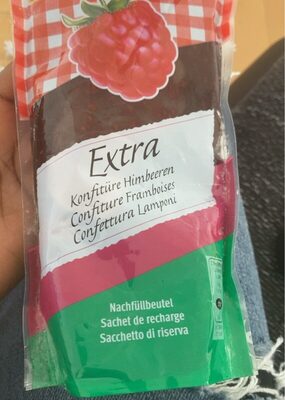 Extra
Konfitüre Himbeeren
Confiture Framboises
Confettura Lamponi
Nachfüllbeutel
Sachet de recharge
Sacchetto di riserva